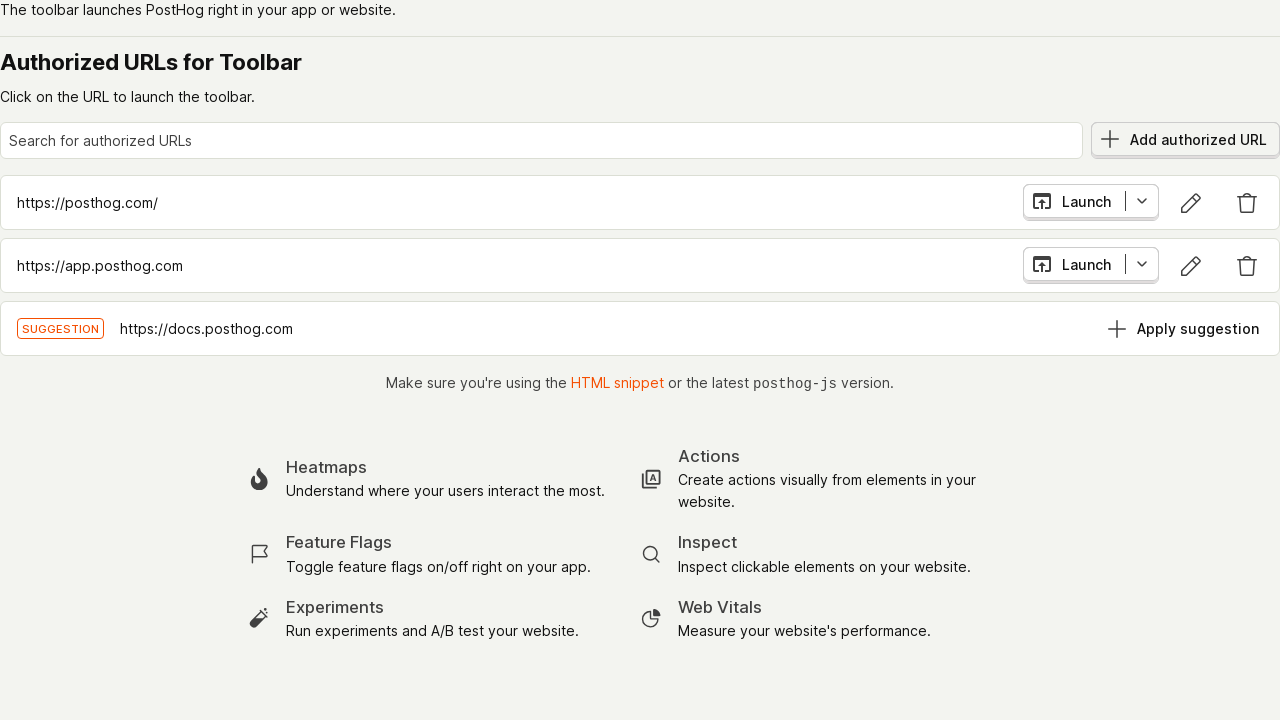 The toolbar launches PostHog right in your app or website.
Authorized URLs for Toolbar
Click on the URL to launch the toolbar.
Search for authorized URLs
Add authorized URL
https://posthog.com/
Launch
https://app.posthog.com
Launch
SUGGESTION https://docs.posthog.com
Apply suggestion
Make sure you're using the HTML snippet or the latest posthog-js version.
Heatmaps
Understand where your users interact the most.
Actions
Create actions visually from elements in your
website.
Feature Flags
Toggle feature flags on/off right on your app.
Inspect
Inspect clickable elements on your website.
Experiments
Run experiments and A/B test your website.
Web Vitals
Measure your website's performance.